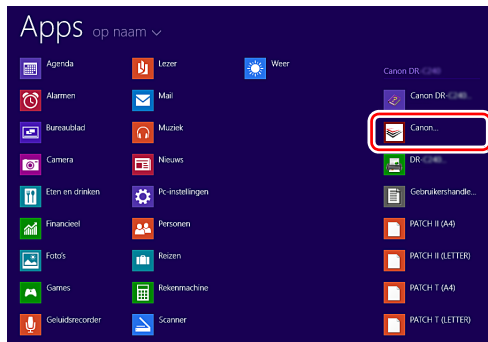 Apps op naam
Agenda
Alarmen
Bureaublad
Camera
Eten en drinken
Financieel
Foto's
Games
Geluidsrecorder
Lezer
Mail
Muziek
Nieuws
Pc-instellingen
Personen
Reizen
Rekenmachine
Scanner
Weer
Canon DR
Canon DR-
Canon...
DR-
Gebruikershandle...
PATCH II (A4)
PATCH II (LETTER)
PATCH T (A4)
PATCH T (LETTER)